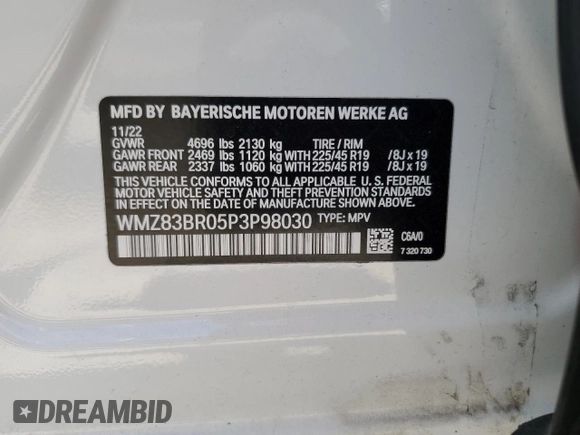 MFD BY BAYERISCHE MOTOREN WERKE AG
11/22
GVWR 4696 lbs 2130 kg TIRE / RIM
GAWR FRONT 2469 lbs 1120 kg WITH 225/45 R19 /8J x 19
GAWR REAR 2337 lbs 1060 kg WITH 225/45 R19 /8J x 19
THIS VEHICLE CONFORMS TO ALL APPLICABLE U. S. FEDERAL
MOTOR VEHICLE SAFETY AND THEFT PREVENTION STANDARDS
IN EFFECT ON THE DATE OF MANUFACTURE SHOWN ABOVE.
WMZ83BR05P3P98030 TYPE: MPV
C6A/0
7 320 730
DREAMBID